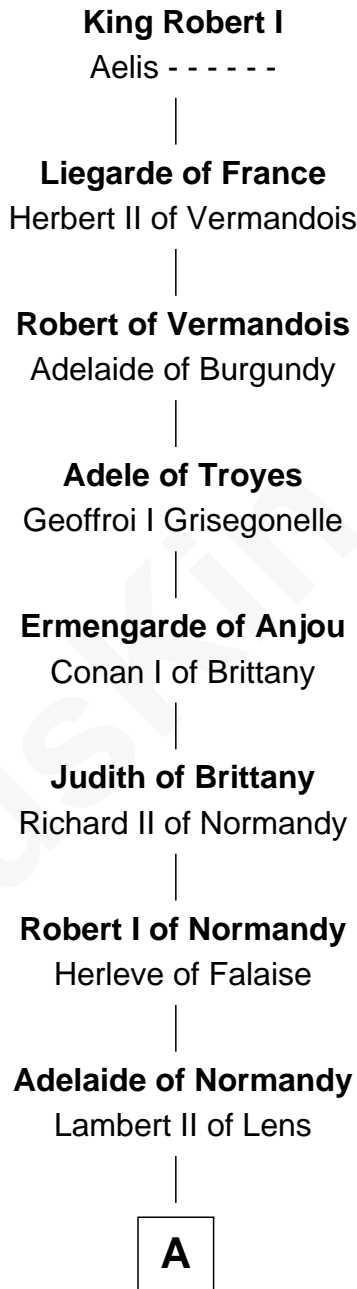 King Robert I
Aelis - - - - - -
Liegarde of France
Herbert II of Vermandois
Robert of Vermandois
Adelaide of Burgundy
Adele of Troyes
Geoffroi I Grisegonelle
Ermengarde of Anjou
Conan I of Brittany
Judith of Brittany
Richard II of Normandy
Robert I of Normandy
Herleve of Falaise
Adelaide of Normandy
Lambert II of Lens
A